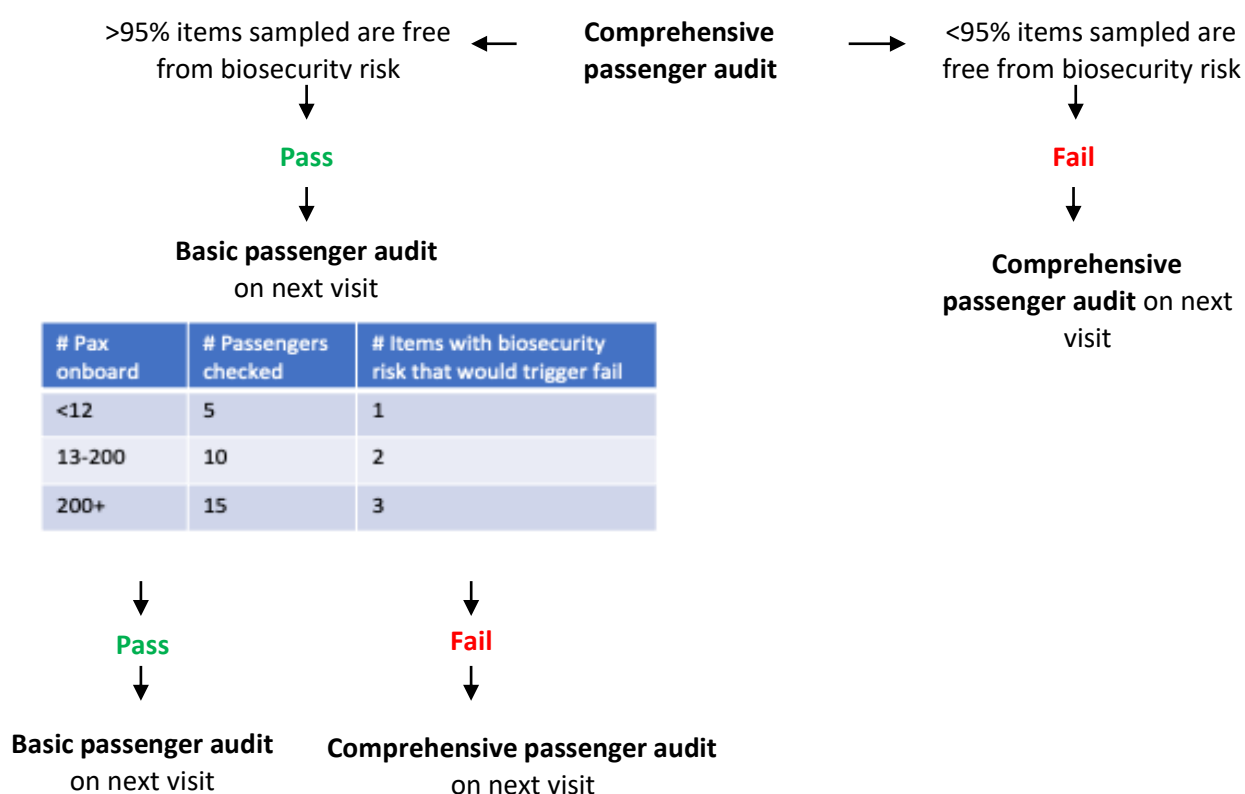 >95% items sampled are free
from biosecurity risk
Comprehensive
passenger audit
<95% items sampled are
free from biosecurity risk
Pass
Fail
Basic passenger audit
on next visit
Comprehensive
passenger audit on next
visit
# Pax
onboard
# Passengers
checked
# Items with biosecurity
risk that would trigger fail
<12
5
1
13-200
10
2
200+
15
3
Pass
Fail
Basic passenger audit
on next visit
Comprehensive passenger audit
on next visit